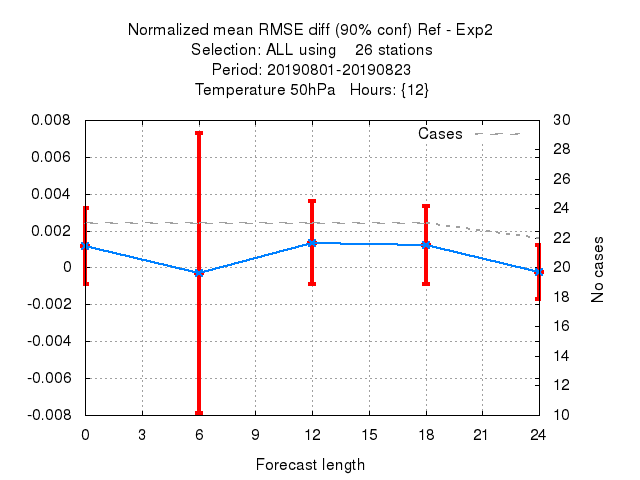 Normalized mean RMSE diff (90% conf) Ref - Exp2
Selection: ALL using    26 stations
Period: 20190801-20190823
Temperature 50hPa   Hours: {12}
Cases
0.008
0.006
0.004
0.002
0
-0.002
-0.004
-0.006
-0.008
30
28
26
24
22
20
18
16
14
12
10
No cases
0 3 6 9 12 15 18 21 24
Forecast length